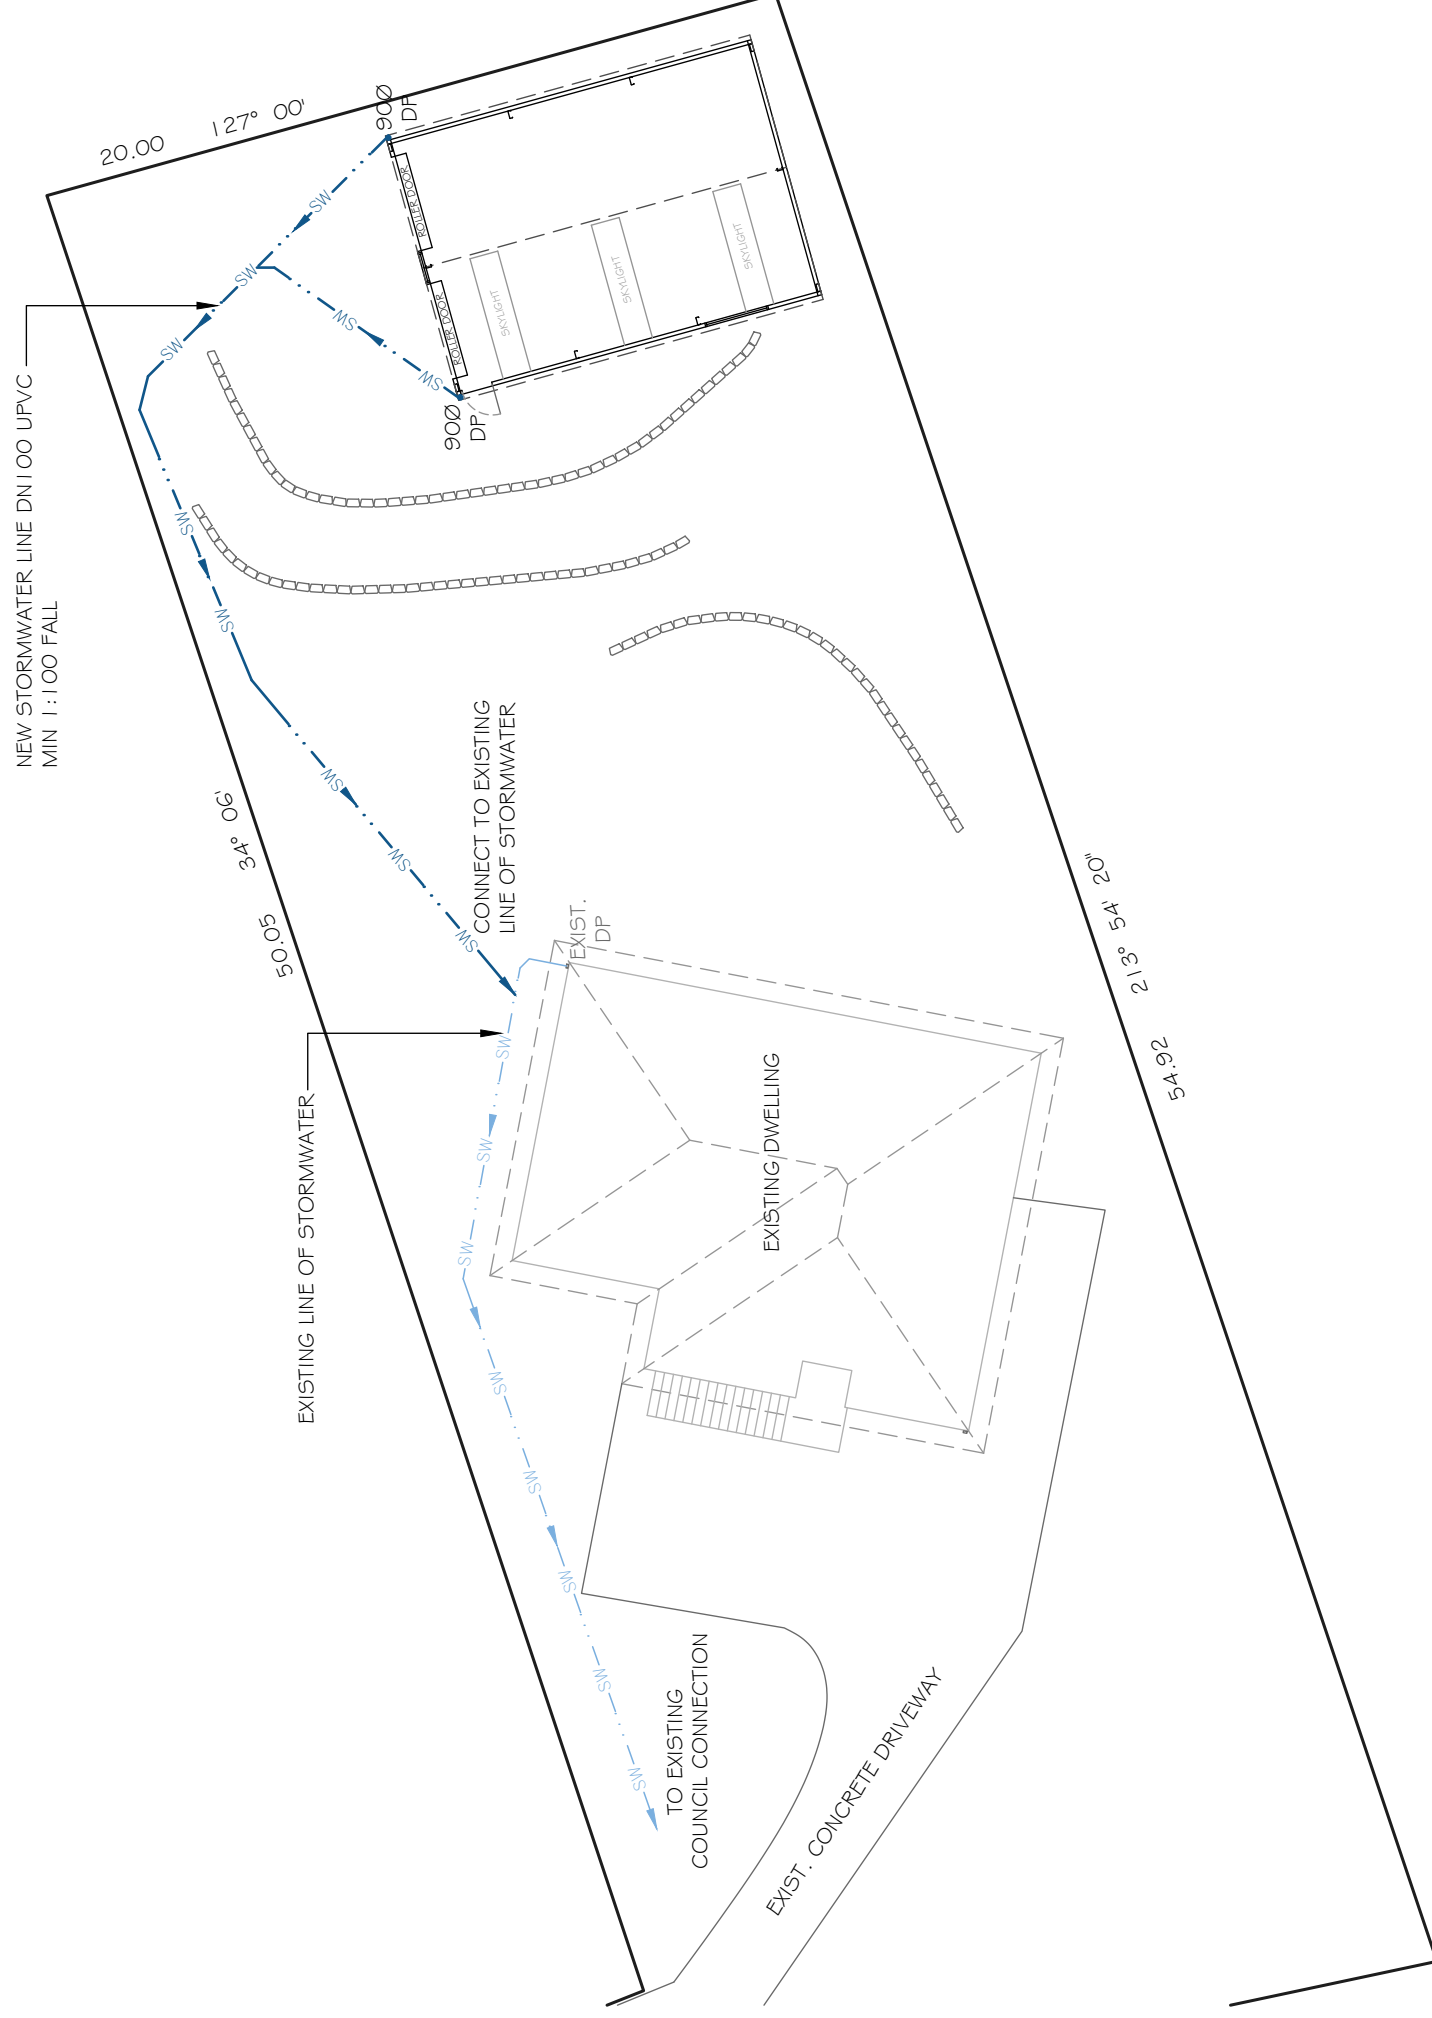 NEW STORMWATER LINE DN100 UPVC
MIN 1:100 FALL
20.00
127° 00'
90Ø
DP
SW
SW
SW
SW
SW
ROLLER DOOR
ROLLER DOOR
SKYLIGHT
SKYLIGHT
SKYLIGHT
90Ø
DP
SW
SW
SW
SW
SW
34° 06'
50.05
CONNECT TO EXISTING
LINE OF STORMWATER
EXIST.
DP
EXISTING LINE OF STORMWATER
SW
SW
SW
SW
SW
SW
SW
SW
EXISTING DWELLING
213° 54' 20"
54.92
TO EXISTING
COUNCIL CONNECTION
EXIST. CONCRETE DRIVEWAY